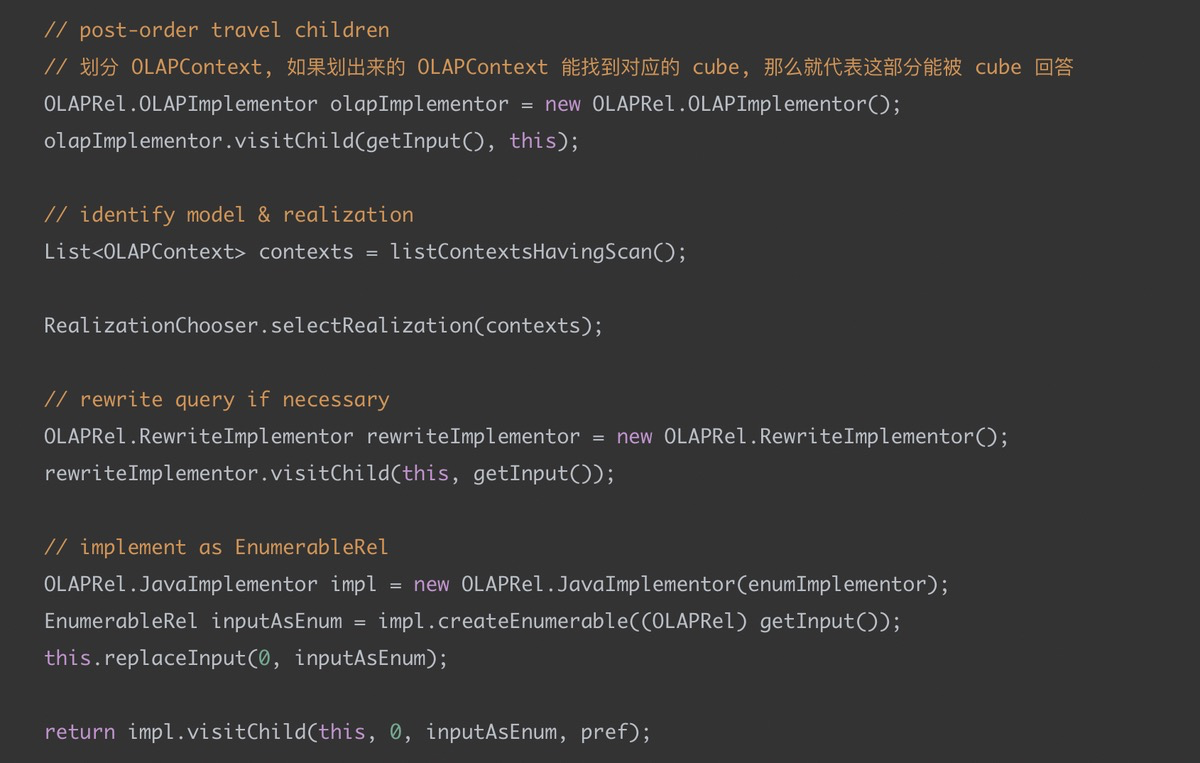 // post-order travel children
// 划分 OLAPContext, 如果划出来的 OLAPContext 能找到对应的 cube, 那么就代表这部分能被 cube 回答
OLAPRel.OLAPImplementor olapImplementor = new OLAPRel.OLAPImplementor();
olapImplementor.visitChild(getInput(), this);
// identify model & realization
List<OLAPContext> contexts = listContextsHavingScan();
RealizationChooser.selectRealization(contexts);
// rewrite query if necessary
OLAPRel.RewriteImplementor rewriteImplementor = new OLAPRel.RewriteImplementor();
rewriteImplementor.visitChild(this, getInput());
// implement as EnumerableRel
OLAPRel.JavaImplementor impl = new OLAPRel.JavaImplementor(enumImplementor);
EnumerableRel inputAsEnum = impl.createEnumerable((OLAPRel) getInput());
this.replaceInput(0, inputAsEnum);
return impl.visitChild(this, 0, inputAsEnum, pref);